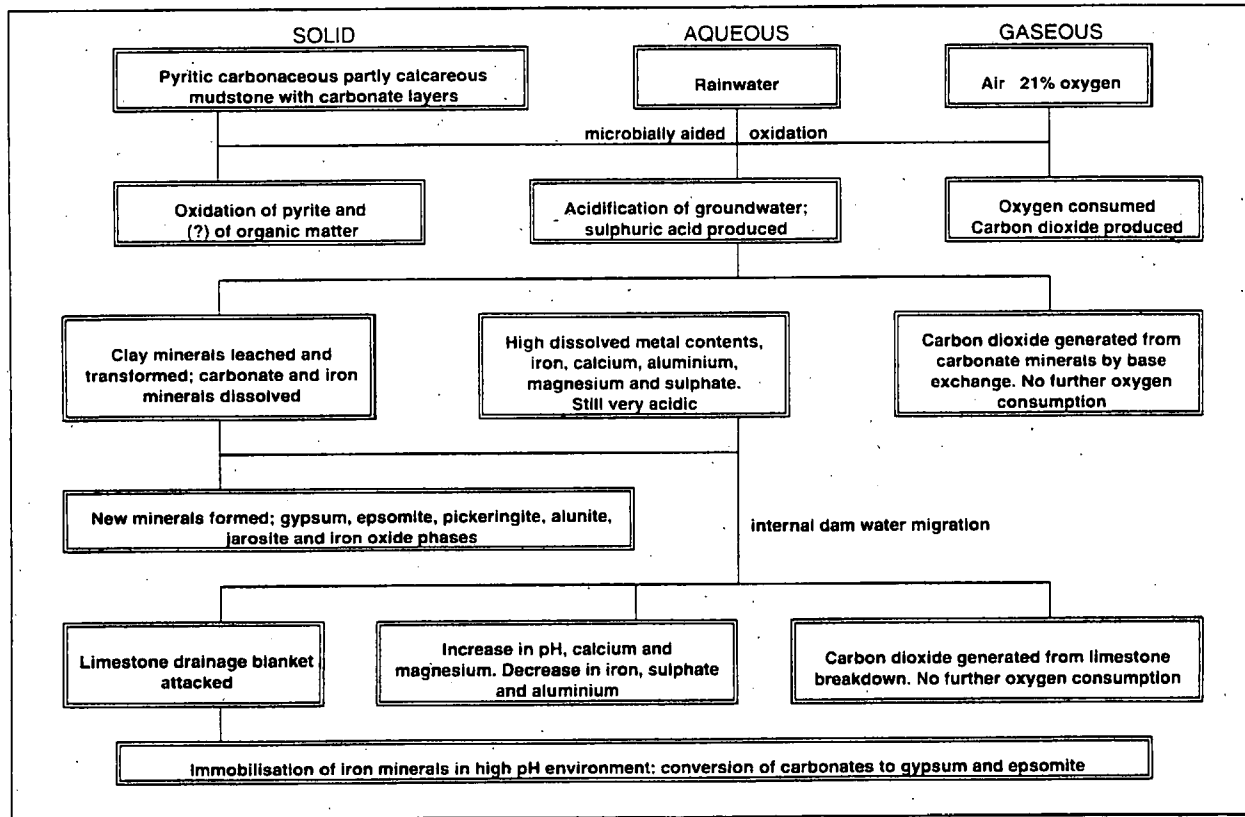 SOLID
AQUEOUS
GASEOUS
Pyritic carbonaceous partly calcareous
mudstone with carbonate layers
Rainwater
Air 21% oxygen
microbially aided oxidation
Oxidation of pyrite and
(?) of organic matter
Acidification of groundwater;
sulphuric acid produced
Oxygen consumed
Carbon dioxide produced
Clay minerals leached and
transformed; carbonate and iron
minerals dissolved
High dissolved metal contents,
iron, calcium, aluminium,
magnesium and sulphate.
Still very acidic
Carbon dioxide generated from
carbonate minerals by base
exchange. No further oxygen
consumption
New minerals formed; gypsum, epsomite, pickeringite, alunite,
jarosite and iron oxide phases
internal dam water migration
Limestone drainage blanket
attacked
Increase in pH, calcium and
magnesium. Decrease in iron, sulphate
and aluminium
Carbon dioxide generated from limestone
breakdown. No further oxygen consumption
Immobilisation of iron minerals in high pH environment: conversion of carbonates to gypsum and epsomite